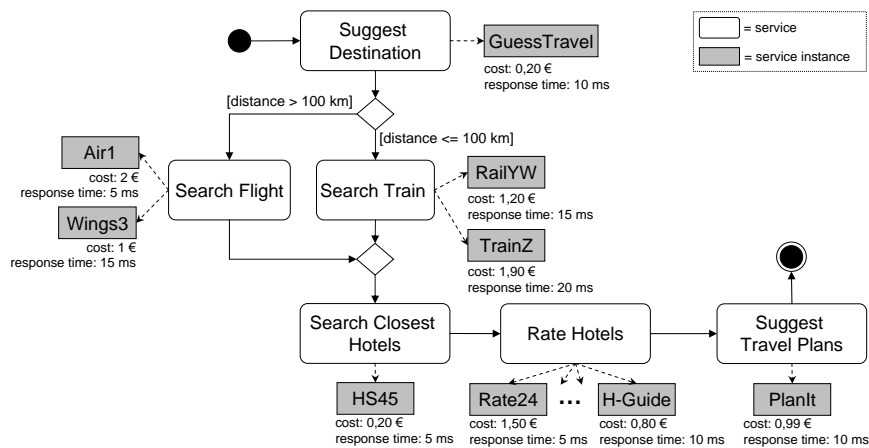 Suggest
Destination
GuessTravel
cost: 0,20 €
response time: 10 ms
= service
= service instance
[distance > 100 km]
[distance <= 100 km]
Air1
cost: 2 €
response time: 5 ms
Wings3
cost: 1 €
response time: 15 ms
Search Flight
Search Train
RailYW
cost: 1,20 €
response time: 15 ms
TrainZ
cost: 1,90 €
response time: 20 ms
Search Closest
Hotels
Rate Hotels
Suggest
Travel Plans
HS45
cost: 0,20 €
response time: 5 ms
Rate24
cost: 1,50 €
response time: 5 ms
...
H-Guide
cost: 0,80 €
response time: 10 ms
PlanIt
cost: 0,99 €
response time: 10 ms